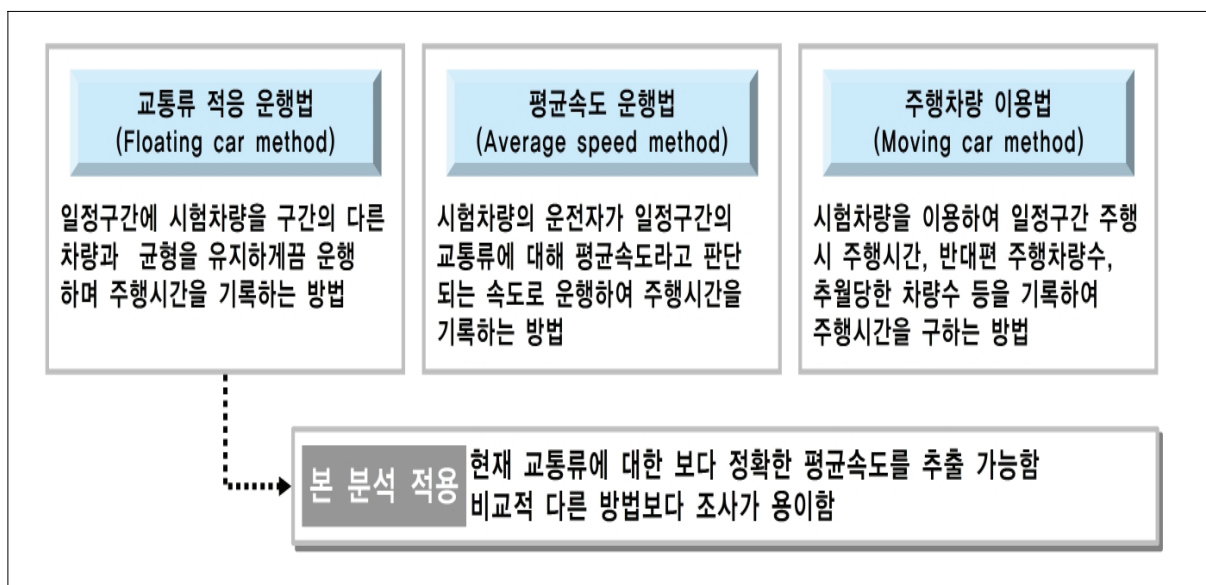 교통류 적응 운행법
(Floating car method)
일정구간에 시험차량을 구간의 다른
차량과 균형을 유지하게끔 운행
하며 주행시간을 기록하는 방법
평균속도 운행법
(Average speed method)
시험차량의 운전자가 일정구간의
교통류에 대해 평균속도라고 판단
되는 속도로 운행하여 주행시간을
기록하는 방법
주행차량 이용법
(Moving car method)
시험차량을 이용하여 일정구간 주행
시 주행시간, 반대편 주행차량수,
추월당한 차량수 등을 기록하여
주행시간을 구하는 방법
본 분석 적용
현재 교통류에 대한 보다 정확한 평균속도를 추출 가능함
비교적 다른 방법보다 조사가 용이함